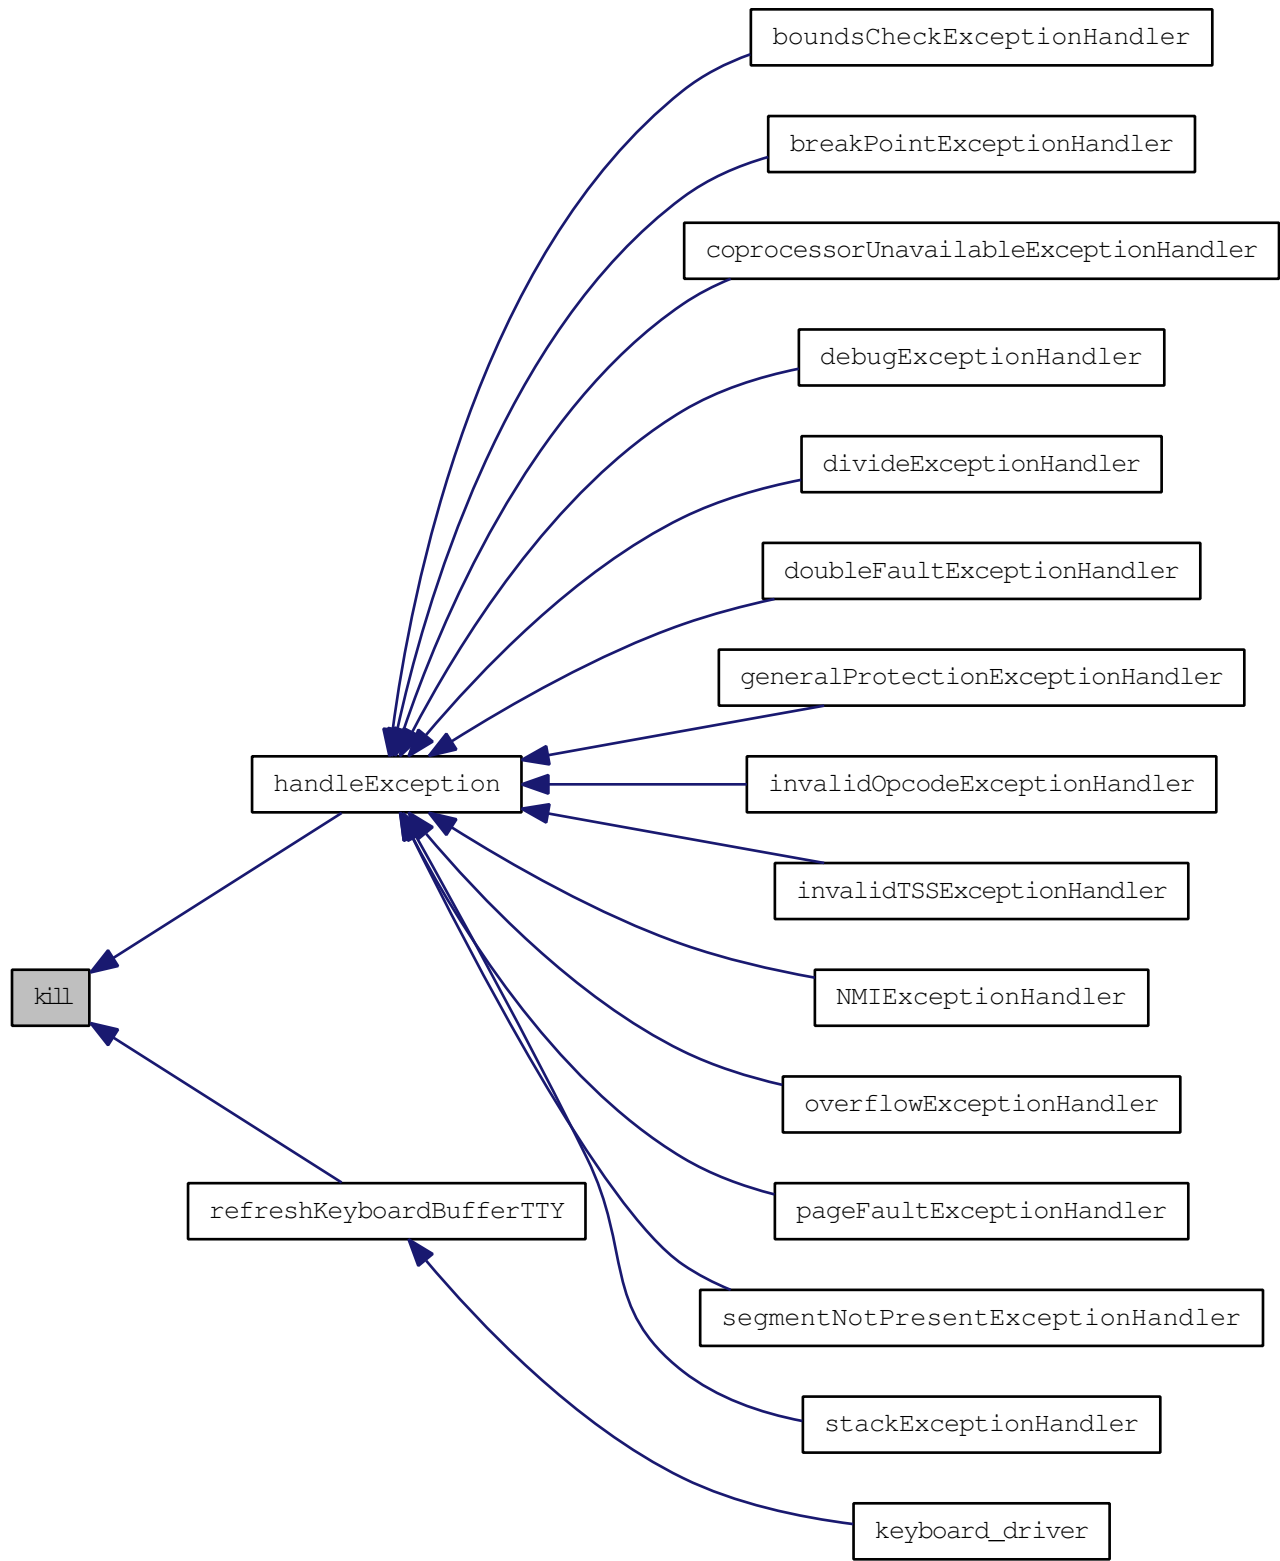 boundsCheckExceptionHandler
breakPointExceptionHandler
coprocessorUnavailableExceptionHandler
debugExceptionHandler
divideExceptionHandler
doubleFaultExceptionHandler
generalProtectionExceptionHandler
handleException
invalidOpcodeExceptionHandler
invalidTSSExceptionHandler
kill
NMIExceptionHandler
overflowExceptionHandler
refreshKeyboardBufferTTY
pageFaultExceptionHandler
segmentNotPresentExceptionHandler
stackExceptionHandler
keyboard_driver